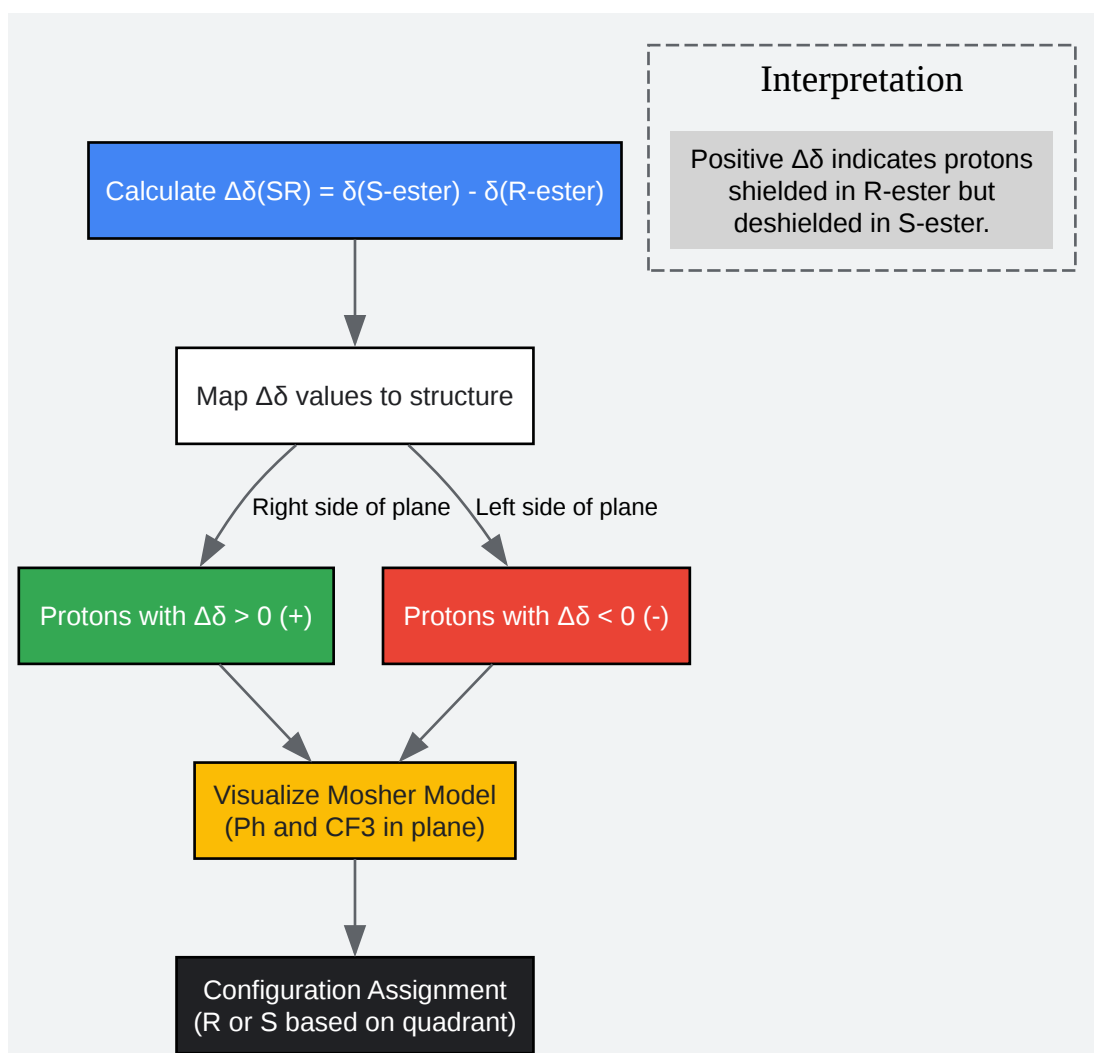 Interpretation
Positive Δδ indicates protons
shielded in R-ester but
deshielded in S-ester.
Calculate Δδ(SR) = δ(S-ester) - δ(R-ester)
Map Δδ values to structure
Right side of plane
Left side of plane
Protons with Δδ > 0 (+)
Protons with Δδ < 0 (-)
Visualize Mosher Model
(Ph and CF3 in plane)
Configuration Assignment
(R or S based on quadrant)